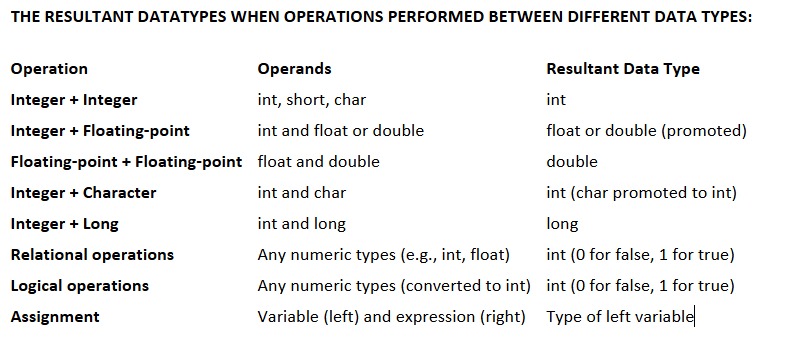 THE RESULTANT DATATYPES WHEN OPERATIONS PERFORMED BETWEEN DIFFERENT DATA TYPES:
Operation Operands Resultant Data Type
Integer + Integer int, short, char int
Integer + Floating-point int and float or double float or double (promoted)
Floating-point + Floating-point float and double double
Integer + Character int and char int (char promoted to int)
Integer + Long int and long long
Relational operations Any numeric types (e.g., int, float) int (0 for false, 1 for true)
Logical operations Any numeric types (converted to int) int (0 for false, 1 for true)
Assignment Variable (left) and expression (right) Type of left variable